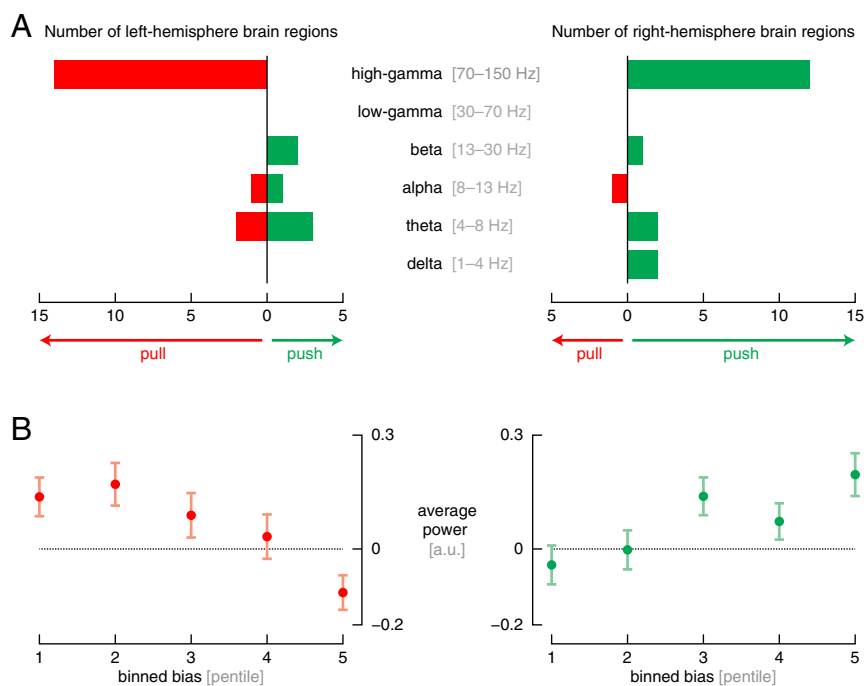 A
Number of left-hemisphere brain regions
Number of right-hemisphere brain regions
high-gamma [70–150 Hz]
low-gamma [30–70 Hz]
beta [13–30 Hz]
alpha [8–13 Hz]
theta [4–8 Hz]
delta [1–4 Hz]
15 10 5 0 5
5 0 5 10 15
pull push
pull push
B
0.3
0
−0.2
average
power
[a.u.]
0.3
0
−0.2
1 2 3 4 5
binned bias [pentile]
1 2 3 4 5
binned bias [pentile]